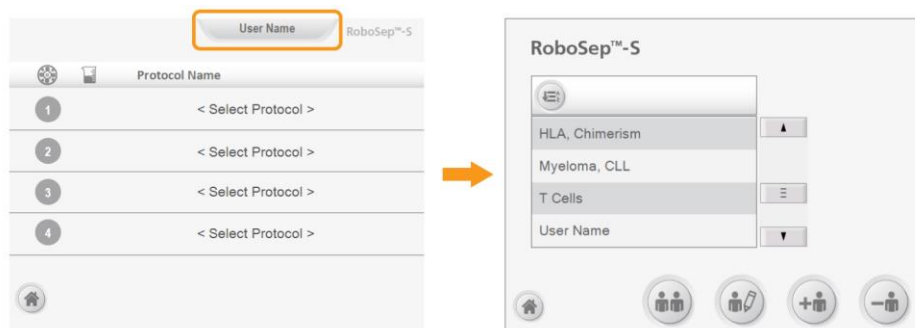 User Name
RoboSep™-S
Protocol Name
1 < Select Protocol >
2 < Select Protocol >
3 < Select Protocol >
4 < Select Protocol >
RoboSep™-S
HLA, Chimerism
Myeloma, CLL
T Cells
User Name